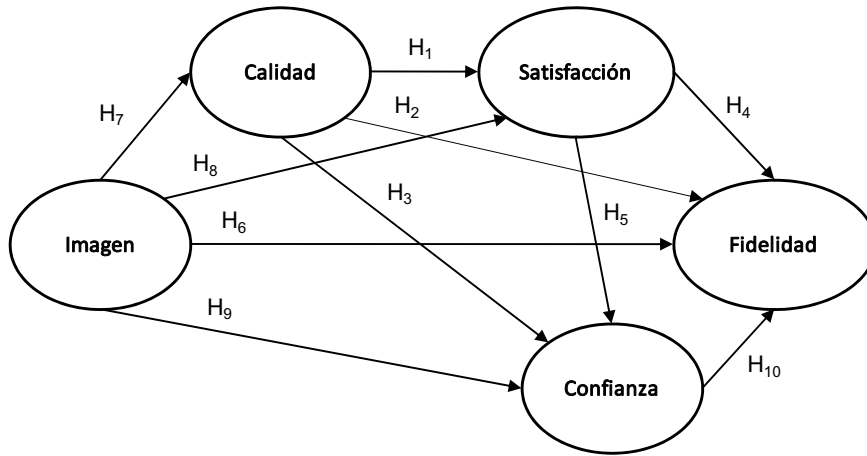 H₁
Calidad
Satisfacción
H₂
H₄
H₇
H₈
H₃
H₅
H₆
Imagen
Fidelidad
H₉
H₁₀
Confianza